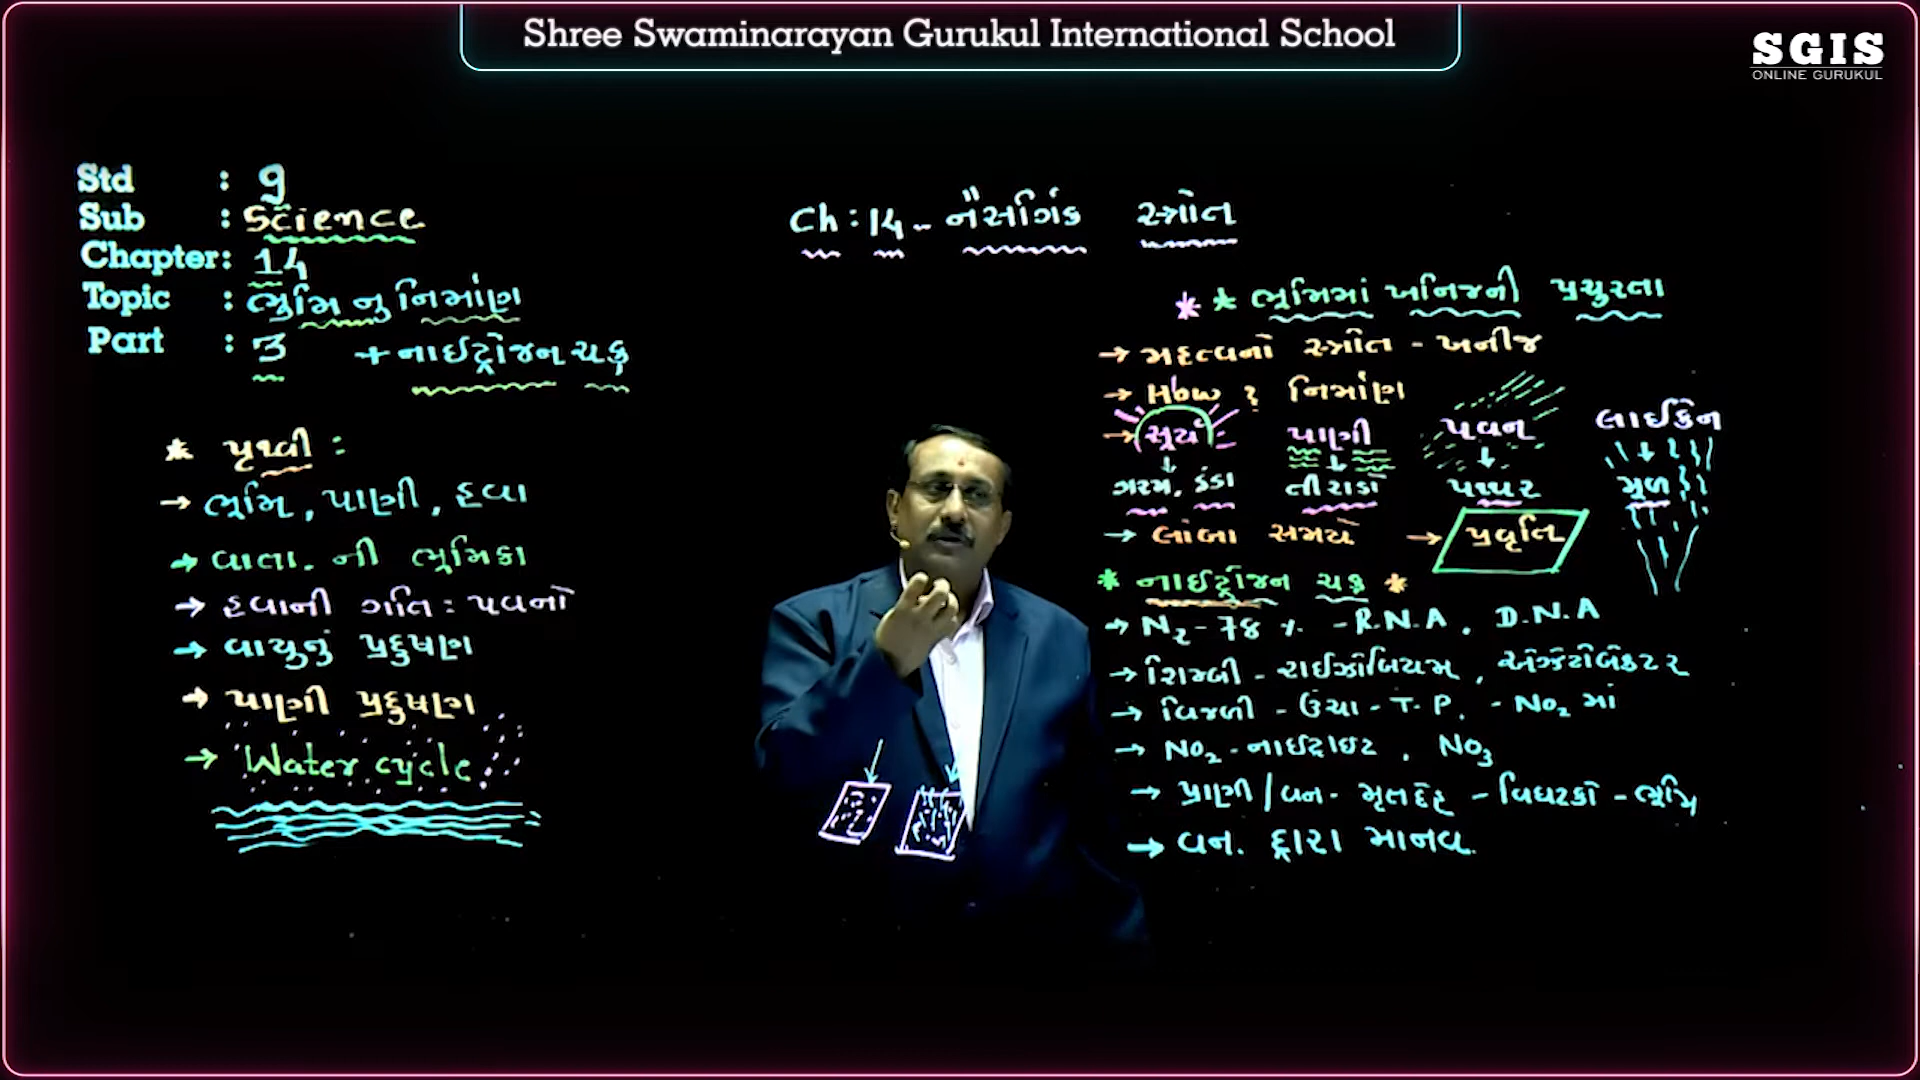 Shree Swaminarayan Gurukul International School
SGIS
ONLINE GURUKUL
Std : 9
Sub : Science
Chapter : 14
Topic : ભુમિ નુ નિર્માણ
Part : 3 + નાઈટ્રોજન ચક્ર
* પૃથ્વી :
→ ભૂમિ, પાણી, હવા
→ વાતા. ની ભૂમિકા
→ હવાની ગતિ : પવનો
→ વાયુનું પ્રદુષણ
→ પાણી પ્રદુષણ
→ Water cycle
Ch : 14 - નૈસર્ગિક સ્ત્રોત
* * ભૂમિમાં ખનિજની પ્રચુરતા
→ મહત્વનો સ્ત્રોત - ખનીજ
→ How ? નિર્માણ
→ સૂર્ય પાણી પવન લાઈકેન
ગરમ, ઠંડા તીરાડો પથ્થર મૂળ
→ લાંબા સમયે → પ્રવૃતિ
* નાઈટ્રોજન ચક્ર *
→ N₂ - 78 % - R.N.A, D.N.A
→ શિમ્બી - રાઈઝોબિયમ, એઝેટોબેક્ટર
→ વિજળી - ઉંચા - T. P. - NO₂ માં
→ NO₂ - નાઈટ્રાઇટ, NO₃
→ પ્રાણી / વન - મૃતદેહ - વિઘટકો - ભૂમિ
→ વન. દ્વારા માનવ.